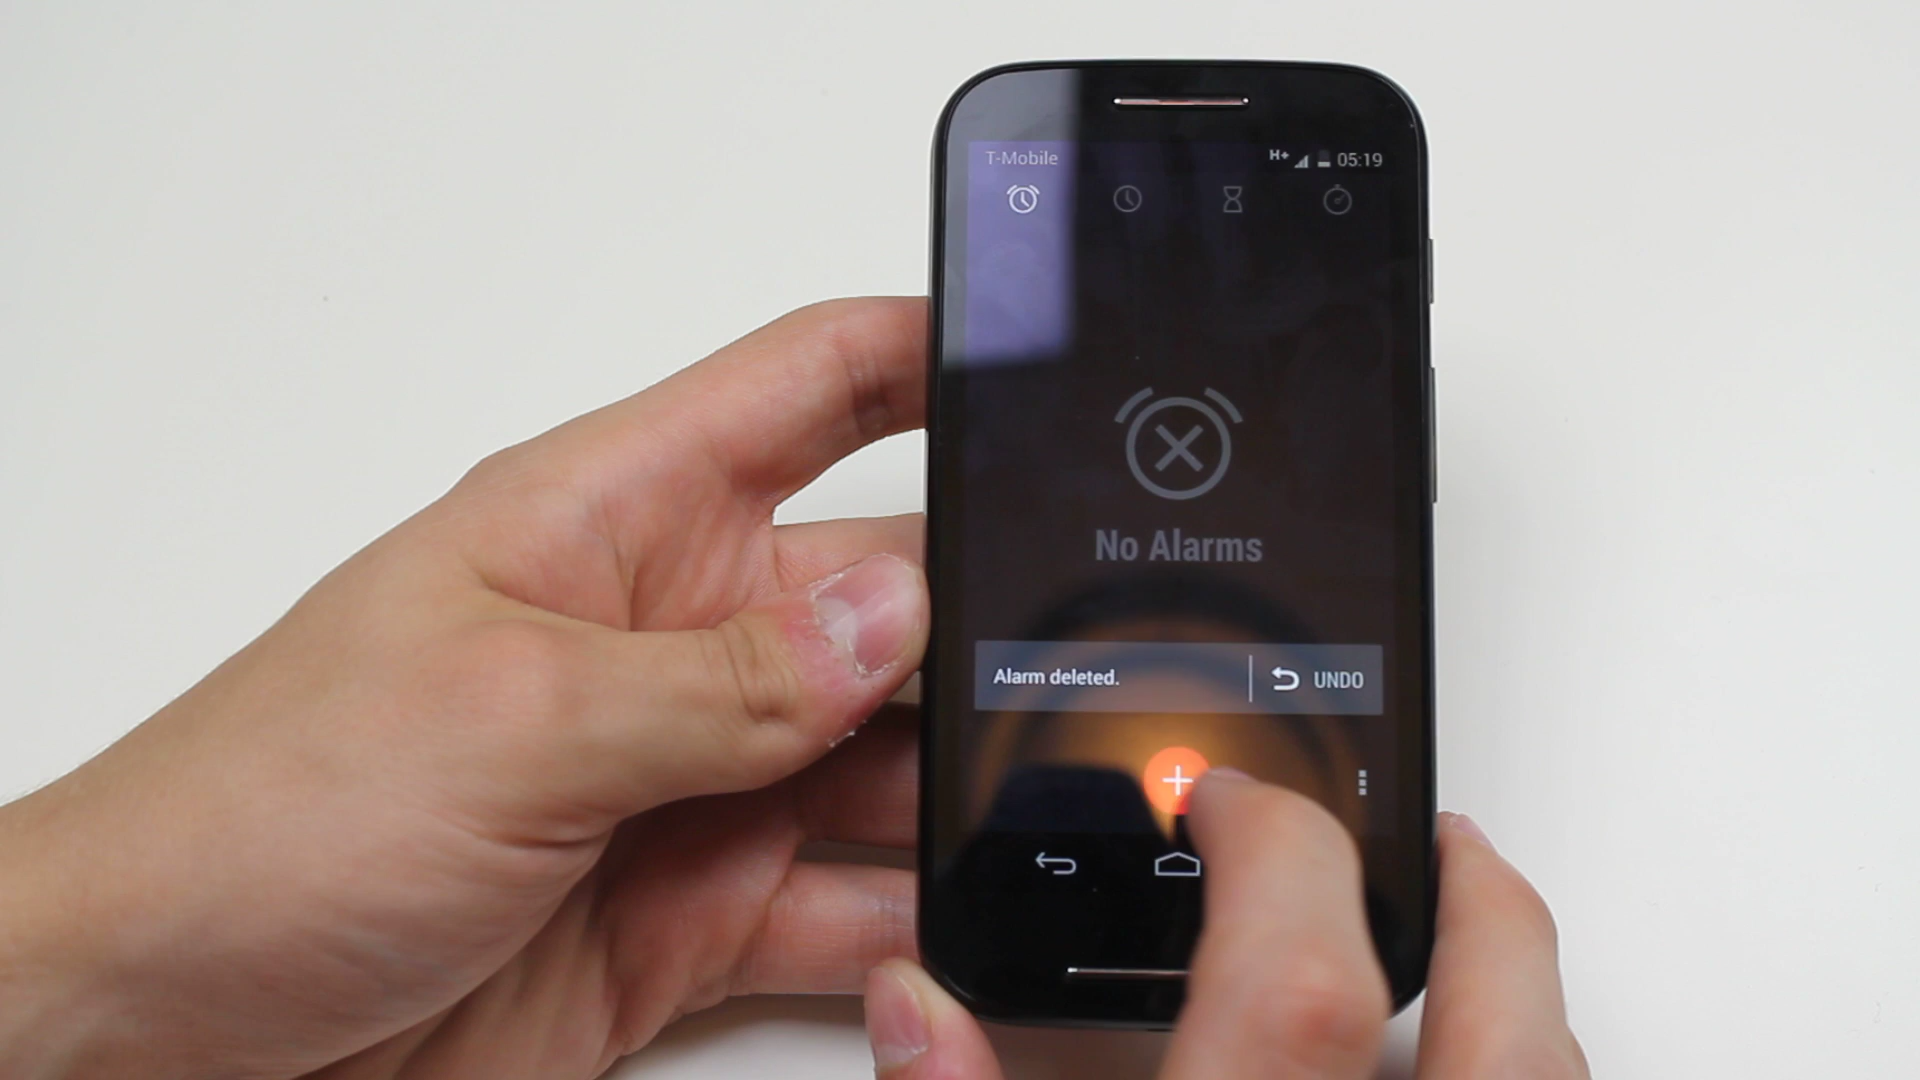 T-Mobile
H+ 05:19
No Alarms
Alarm deleted.
UNDO